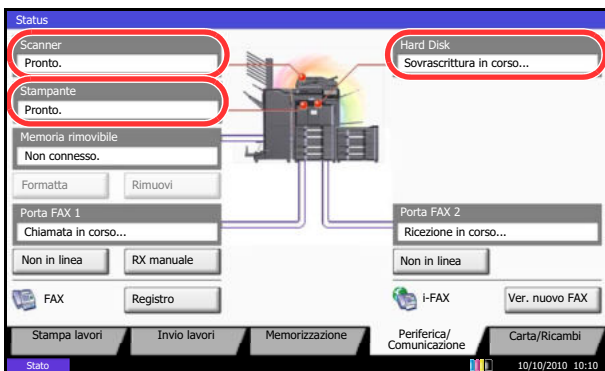 Status
Scanner
Pronto.
Hard Disk
Sovrascrittura in corso...
Stampante
Pronto.
Memoria rimovibile
Non connesso.
Formatta
Rimuovi
Porta FAX 1
Chiamata in corso...
Porta FAX 2
Ricezione in corso...
Non in linea
RX manuale
Non in linea
FAX
Registro
i-FAX
Ver. nuovo FAX
Stampa lavori
Invio lavori
Memorizzazione
Periferica/
Comunicazione
Carta/Ricambi
Stato
10/10/2010 10:10